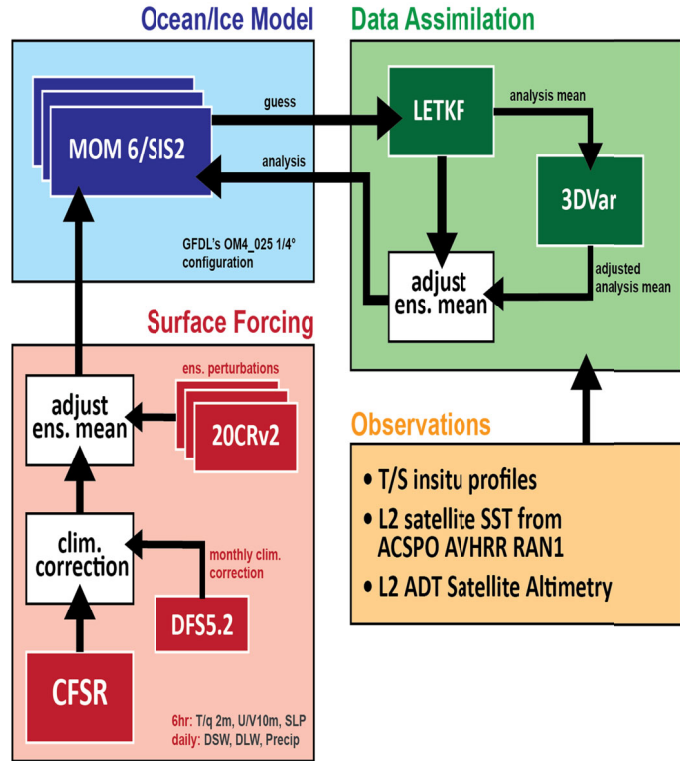 Ocean/Ice Model
MOM 6/SIS2
GFDL's OM4_025 1/4°
configuration
guess
analysis
Data Assimilation
LETKF
analysis mean
3DVar
adjusted
analysis mean
adjust
ens. mean
Surface Forcing
ens. perturbations
adjust
ens. mean
20CRv2
clim.
correction
monthly clim.
correction
DFS5.2
CFSR
6hr: T/q 2m, U/V10m, SLP
daily: DSW, DLW, Precip
Observations
• T/S insitu profiles
• L2 satellite SST from
ACSPO AVHRR RAN1
• L2 ADT Satellite Altimetry